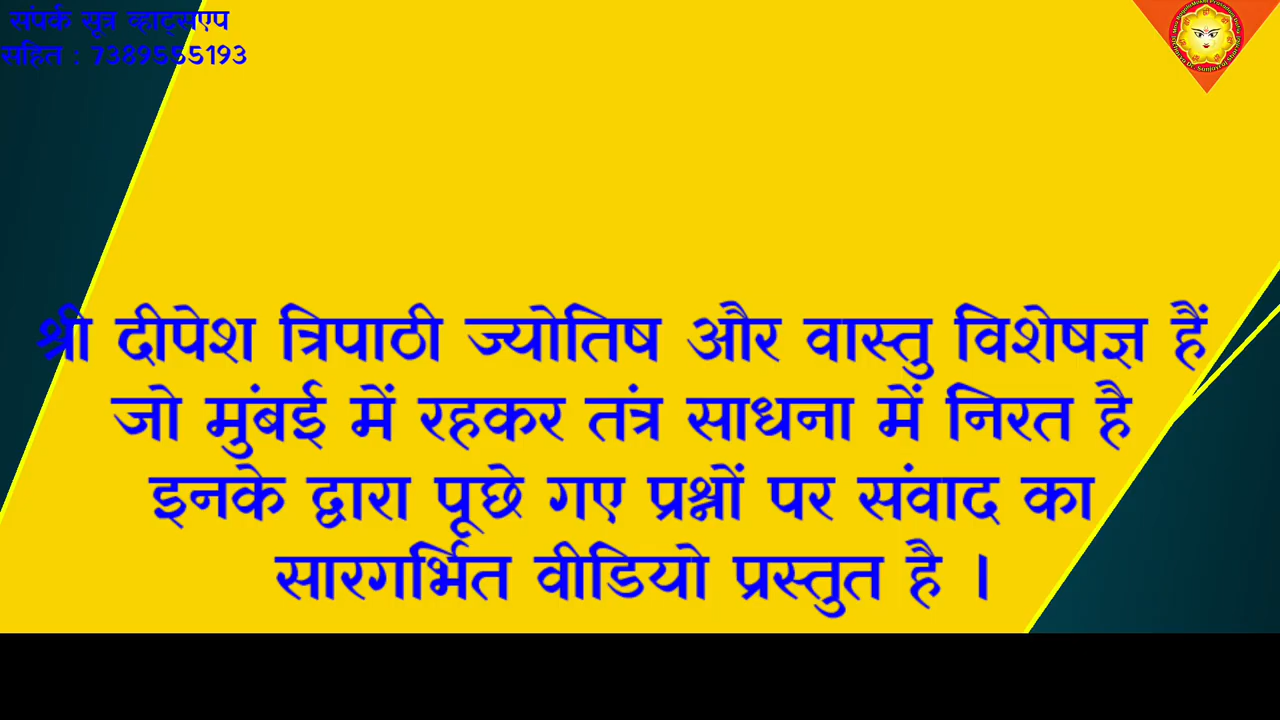 संपर्क सूत्र व्हाट्सएप
सहित : 7389555193
श्री दीपेश त्रिपाठी ज्योतिष और वास्तु विशेषज्ञ हैं
जो मुंबई में रहकर तंत्र साधना में निरत है
इनके द्वारा पूछे गए प्रश्नों पर संवाद का
सारगर्भित वीडियो प्रस्तुत है ।